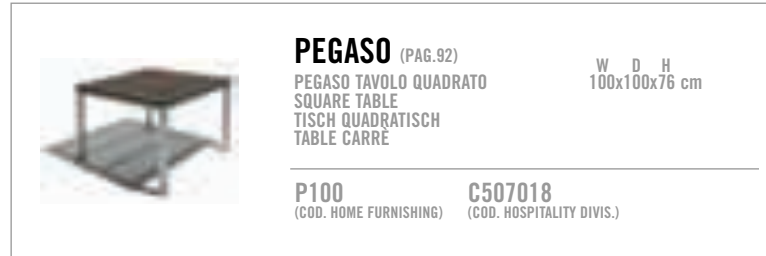 PEGASO (PAG.92)
PEGASO TAVOLO QUADRATO
SQUARE TABLE
TISCH QUADRATISCH
TABLE CARRÈ
W D H
100x100x76 cm
P100
(COD. HOME FURNISHING)
C507018
(COD. HOSPITALITY DIVIS.)